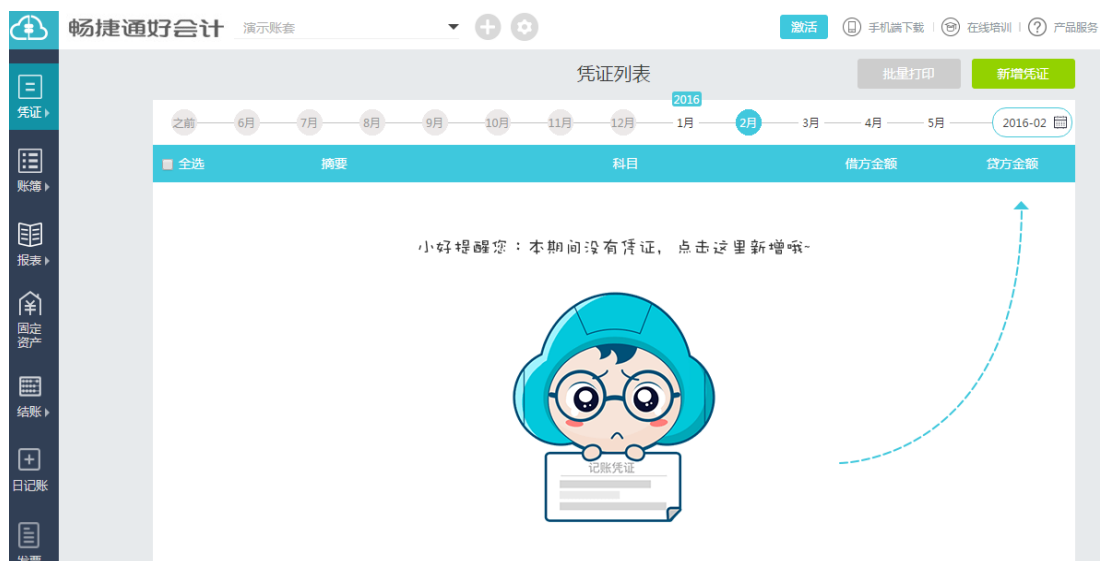 畅捷通好会计 演示账套 激活 手机端下载 在线培训 产品服务
凭证列表 批量打印 新增凭证
2016
之前 6月 7月 8月 9月 10月 11月 12月 1月 2月 3月 4月 5月 2016-02
全选 摘要 科目 借方金额 贷方金额
小好提醒您：本期间没有凭证，点击这里新增哦~
记账凭证
凭证
账簿
报表
固定
资产
结账
日记账
发票